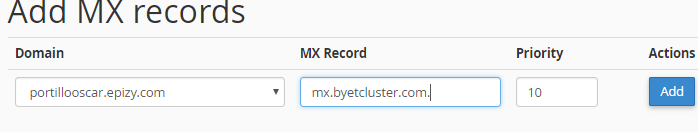 Add MX records
Domain MX Record Priority Actions
portillooscar.epizy.com mx.byetcluster.com. 10 Add